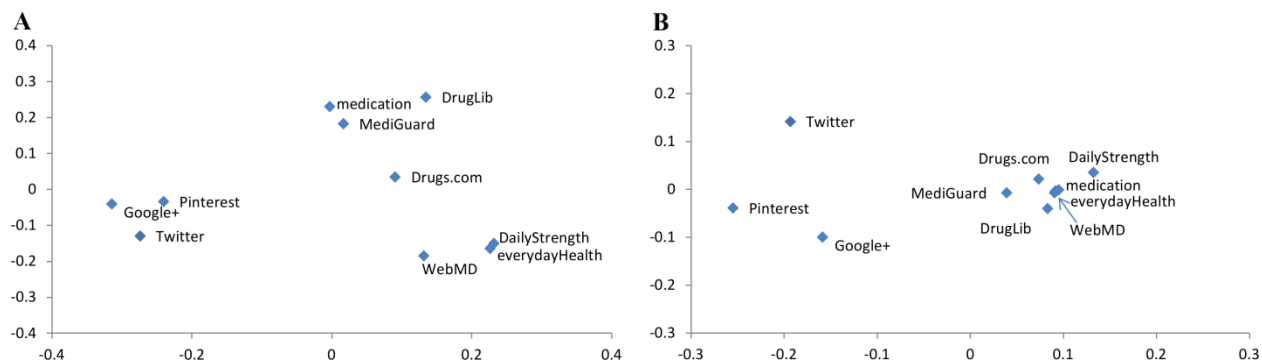 A
0.4
0.3
DrugLib
medication
0.2
MediGuard
0.1
Drugs.com
0
Pinterest
Google+
-0.1
Twitter
DailyStrength
everydayHealth
-0.2
WebMD
-0.3
-0.4
-0.4
-0.2
0
0.2
0.4
B
0.3
0.2
Twitter
0.1
Drugs.com
DailyStrength
0
MediGuard
medication
everydayHealth
Pinterest
DrugLib
WebMD
-0.1
Google+
-0.2
-0.3
-0.3
-0.2
-0.1
0
0.1
0.2
0.3